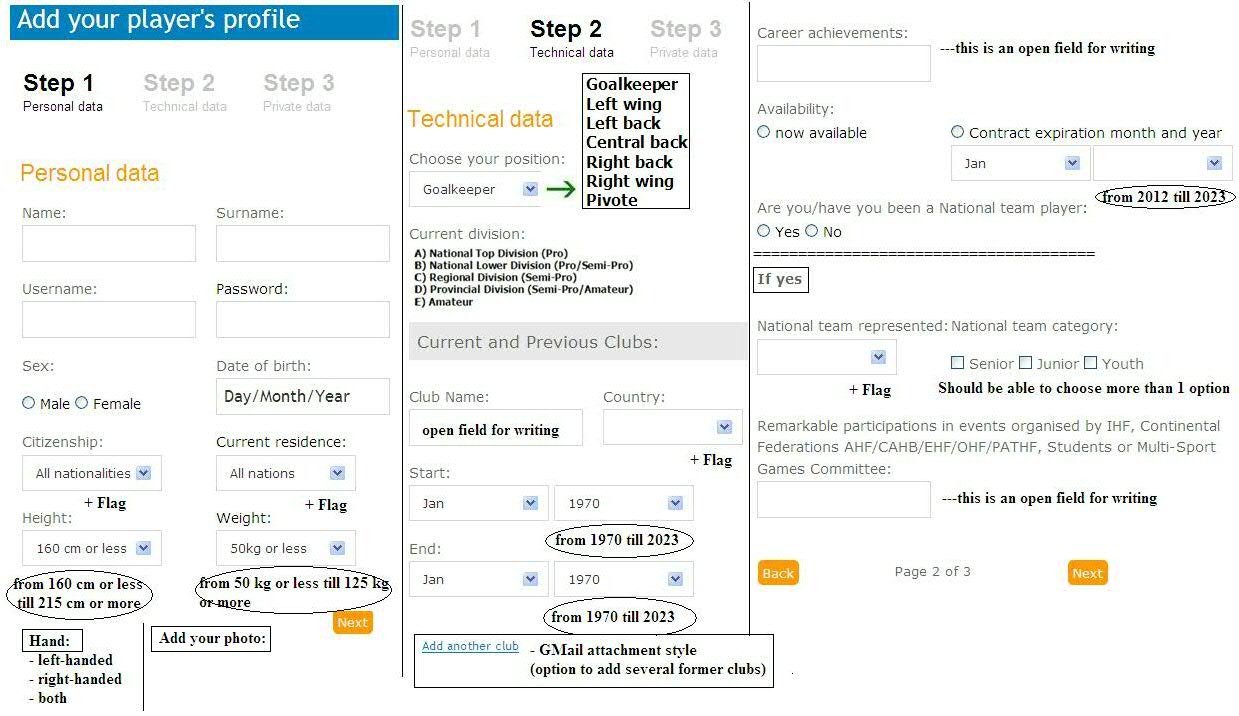 Add your player's profile
Step 1 Step 2 Step 3
Personal data Technical data Private data
Personal data
Name: Surname:
Username: Password:
Sex: Date of birth:
Male Female Day/Month/Year
Citizenship: Current residence:
All nationalities All nations
+ Flag + Flag
Height: Weight:
160 cm or less 50kg or less
from 160 cm or less from 50 kg or less till 125 kg
till 215 cm or more or more
Next
Hand: Add your photo:
- left-handed
- right-handed
- both
Step 1 Step 2 Step 3
Personal data Technical data Private data
Technical data
Choose your position:
Goalkeeper
Goalkeeper
Left wing
Left back
Central back
Right back
Right wing
Pivote
Current division:
A) National Top Division (Pro)
B) National Lower Division (Pro/Semi-Pro)
C) Regional Division (Semi-Pro)
D) Provincial Division (Semi-Pro/Amateur)
E) Amateur
Current and Previous Clubs:
Club Name: Country:
open field for writing
+ Flag
Start:
Jan 1970
from 1970 till 2023
End:
Jan 1970
from 1970 till 2023
Add another club - GMail attachment style
(option to add several former clubs)
Career achievements:
---this is an open field for writing
Availability:
now available Contract expiration month and year
Jan
from 2012 till 2023
Are you/have you been a National team player:
Yes No
=====================================
If yes
National team represented: National team category:
Senior Junior Youth
+ Flag Should be able to choose more than 1 option
Remarkable participations in events organised by IHF, Continental
Federations AHF/CAHB/EHF/OHF/PATHF, Students or Multi-Sport
Games Committee:
---this is an open field for writing
Back Page 2 of 3 Next